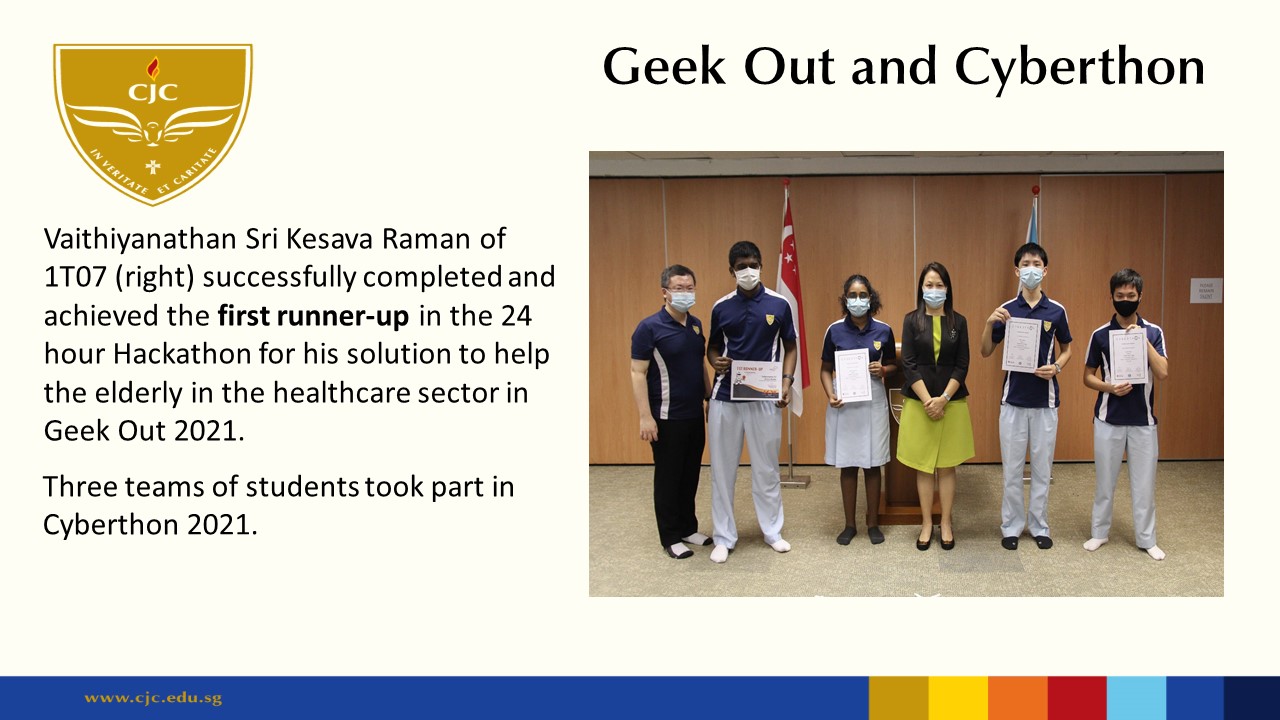 CJC
IN VERITATE ET CARITATE
Geek Out and Cyberthon
Vaithiyanathan Sri Kesava Raman of
1T07 (right) successfully completed and
achieved the first runner-up in the 24
hour Hackathon for his solution to help
the elderly in the healthcare sector in
Geek Out 2021.
Three teams of students took part in
Cyberthon 2021.
www.cjc.edu.sg